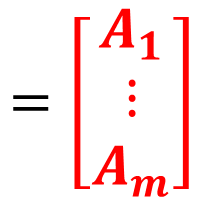 A₁
= [ ⋮ ]
Aₘ